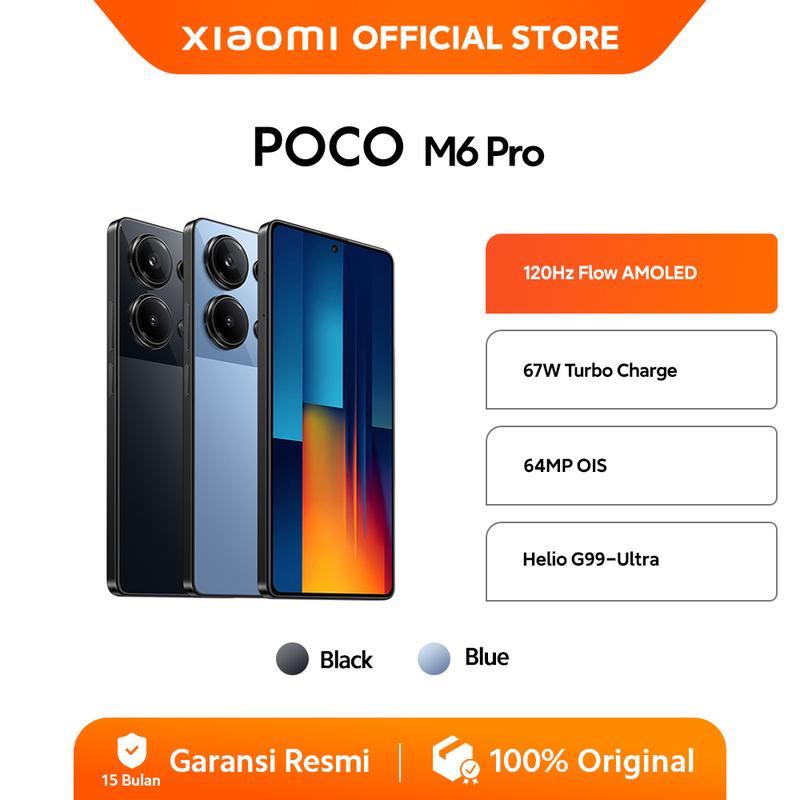 xiaomi OFFICIAL STORE
POCO M6 Pro
120Hz Flow AMOLED
67W Turbo Charge
64MP OIS
Helio G99-Ultra
Black
Blue
15 Bulan
Garansi Resmi
100% Original